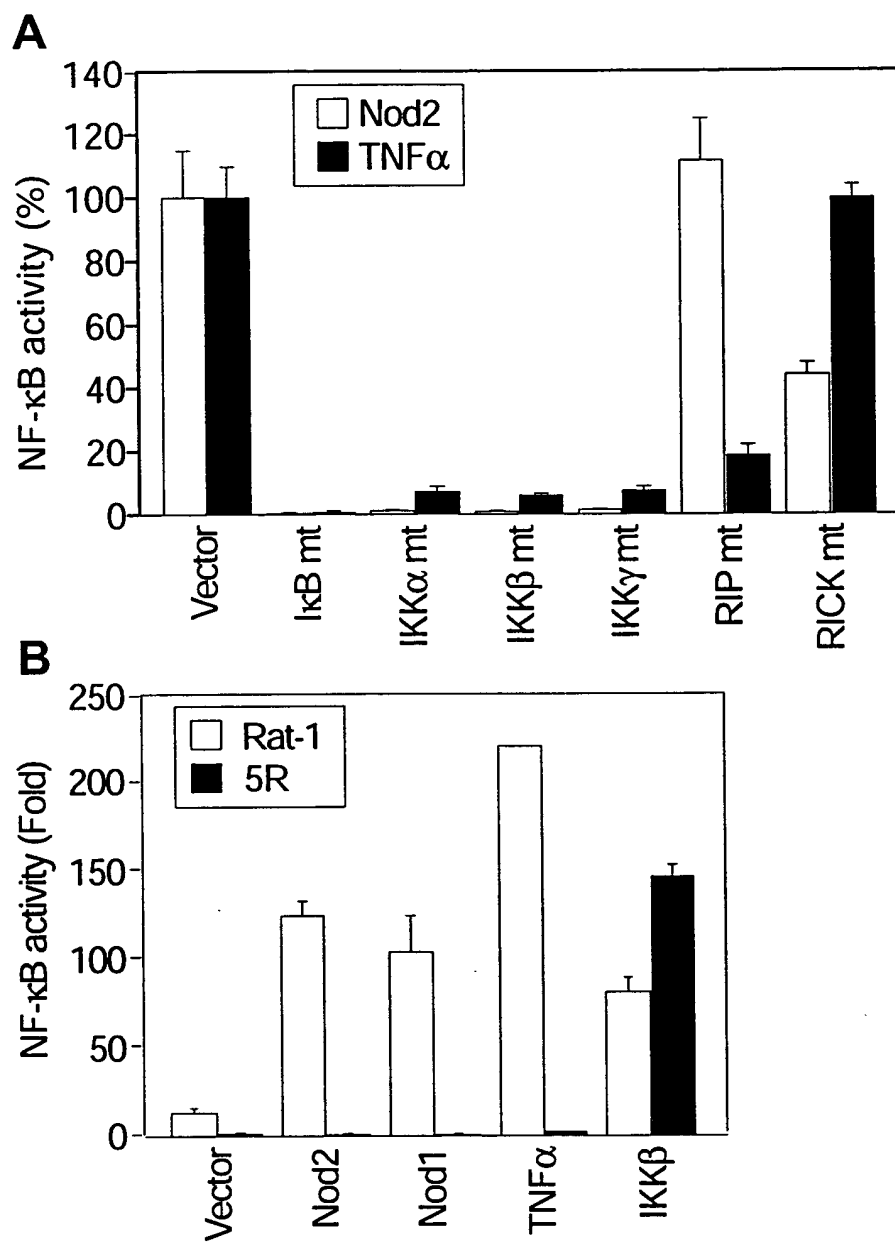 A
NF-κB activity (%)
140
120
100
80
60
40
20
0
Nod2
TNFα
Vector
IκB mt
IKKα mt
IKKβ mt
IKKγ mt
RIP mt
RICK mt
B
NF-κB activity (Fold)
250
200
150
100
50
0
Rat-1
5R
Vector
Nod2
Nod1
TNFα
IKKβ